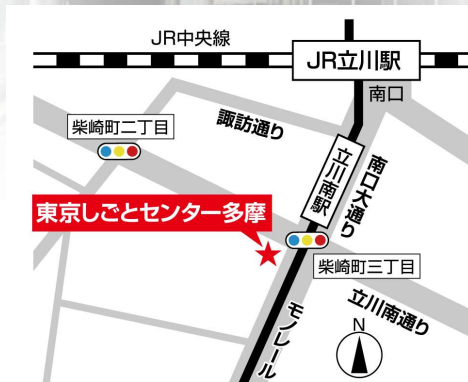 JR中央線
JR立川駅
南口
諏訪通り
柴崎町二丁目
立川南駅
南口大通り
東京しごとセンター多摩
柴崎町三丁目
立川南通り
モノレール
N